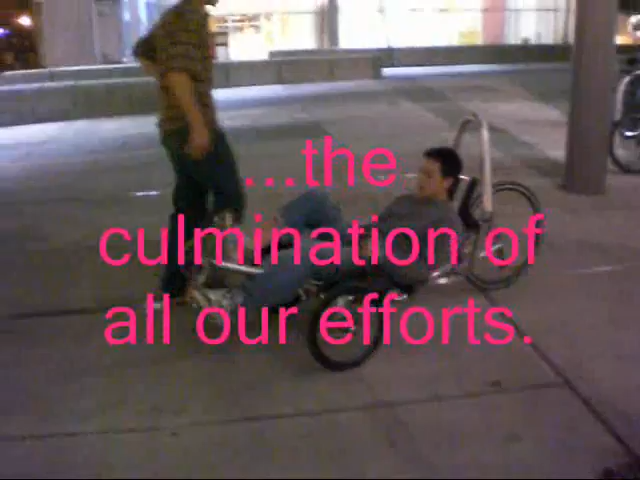 ...the
culmination of
all our efforts.